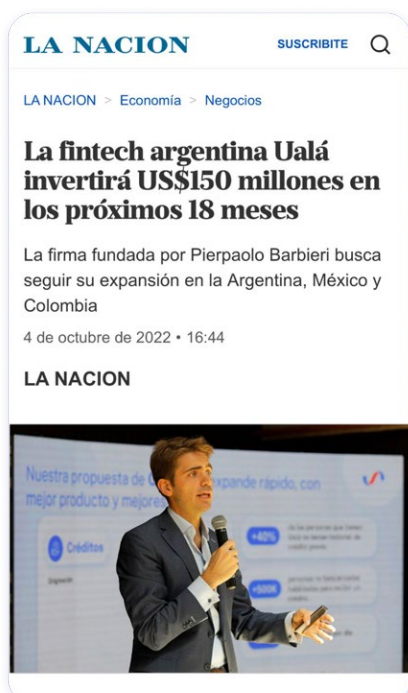 LA NACION
SUSCRIBITE
LA NACION > Economía > Negocios
La fintech argentina Ualá
invertirá US$150 millones en
los próximos 18 meses
La firma fundada por Pierpaolo Barbieri busca
seguir su expansión en la Argentina, México y
Colombia
4 de octubre de 2022 • 16:44
LA NACION
Nuestra propuesta de
expande rápido, con
mejor producto y mejores
Créditos
+40%
+500K